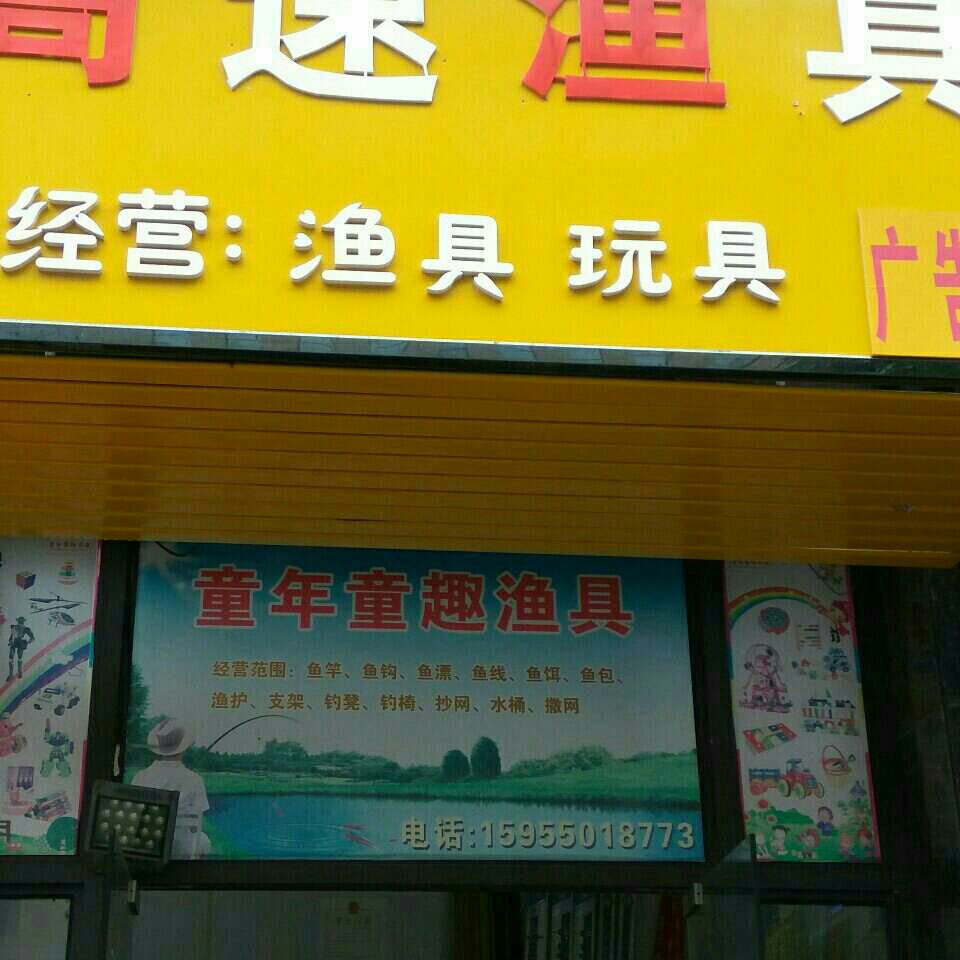 高速渔具
经营：渔具 玩具
广告
童年童趣渔具
经营范围：鱼竿、鱼钩、鱼漂、鱼线、鱼饵、鱼包、
渔护、支架、钓凳、钓椅、抄网、水桶、撒网
电话:15955018773